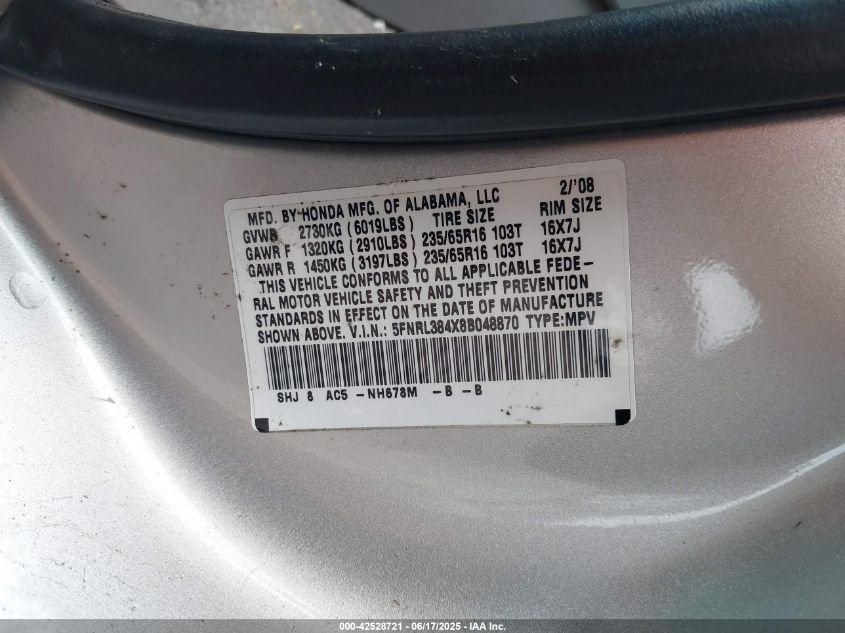 MFD. BY HONDA MFG. OF ALABAMA, LLC 2/'08
GVWR 2730KG (6019LBS) TIRE SIZE RIM SIZE
GAWR F 1320KG (2910LBS) 235/65R16 103T 16X7J
GAWR R 1450KG (3197LBS) 235/65R16 103T 16X7J
THIS VEHICLE CONFORMS TO ALL APPLICABLE FEDE-
RAL MOTOR VEHICLE SAFETY AND THEFT PREVENTION
STANDARDS IN EFFECT ON THE DATE OF MANUFACTURE
SHOWN ABOVE. V.I.N.: 5FNRL384X8B048870 TYPE:MPV
SHJ 8 AC5 -NH678M -B -B
000-42528721 - 06/17/2025 - IAA Inc.